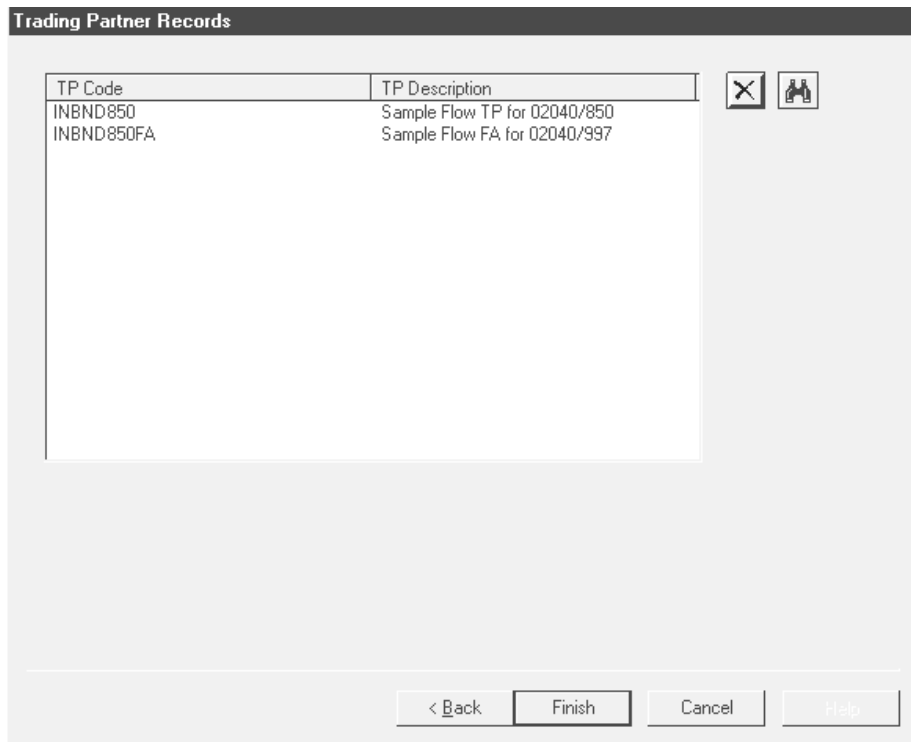 Trading Partner Records
TP Code TP Description
INBND850 Sample Flow TP for 02040/850
INBND850FA Sample Flow FA for 02040/997
< Back Finish Cancel Help